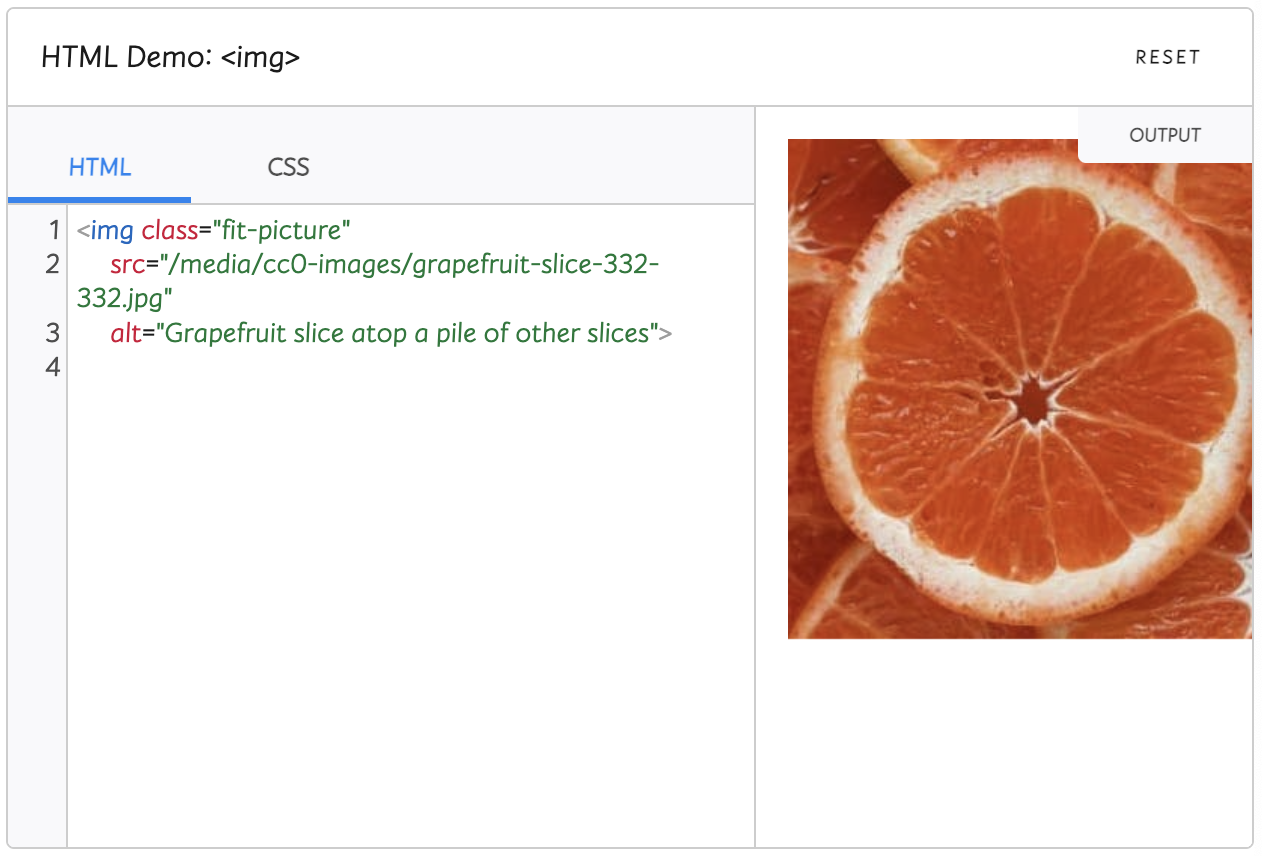 HTML Demo: <img>
RESET
HTML
CSS
OUTPUT
1 <img class="fit-picture"
2 src="/media/cc0-images/grapefruit-slice-332-
332.jpg"
3 alt="Grapefruit slice atop a pile of other slices">
4